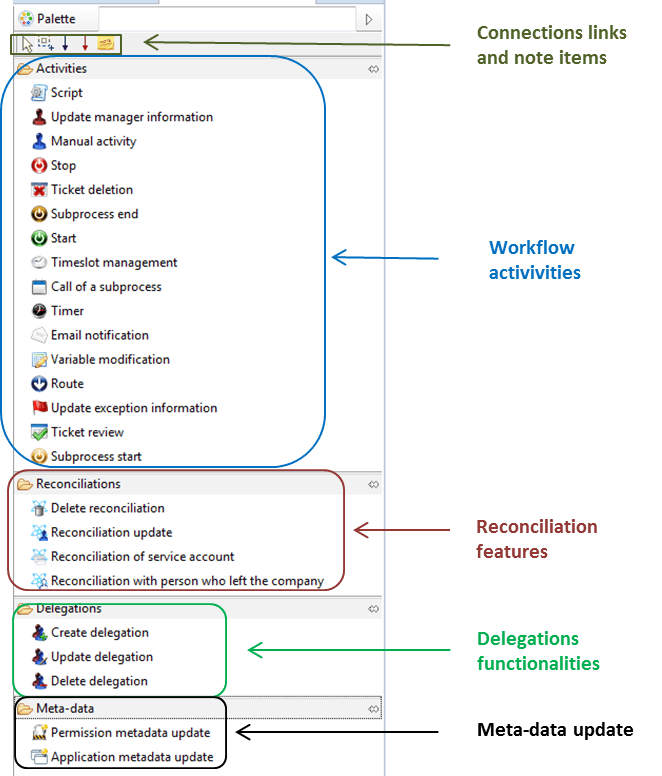 Palette
Connections links
and note items
Activities
Script
Update manager information
Manual activity
Stop
Ticket deletion
Subprocess end
Start
Timeslot management
Workflow
activivities
Call of a subprocess
Timer
Email notification
Variable modification
Route
Update exception information
Ticket review
Subprocess start
Reconciliations
Delete reconciliation
Reconciliation update
Reconciliation
features
Reconciliation of service account
Reconciliation with person who left the company
Delegations
Create delegation
Update delegation
Delete delegation
Delegations
functionalities
Meta-data
Permission metadata update
Application metadata update
Meta-data update